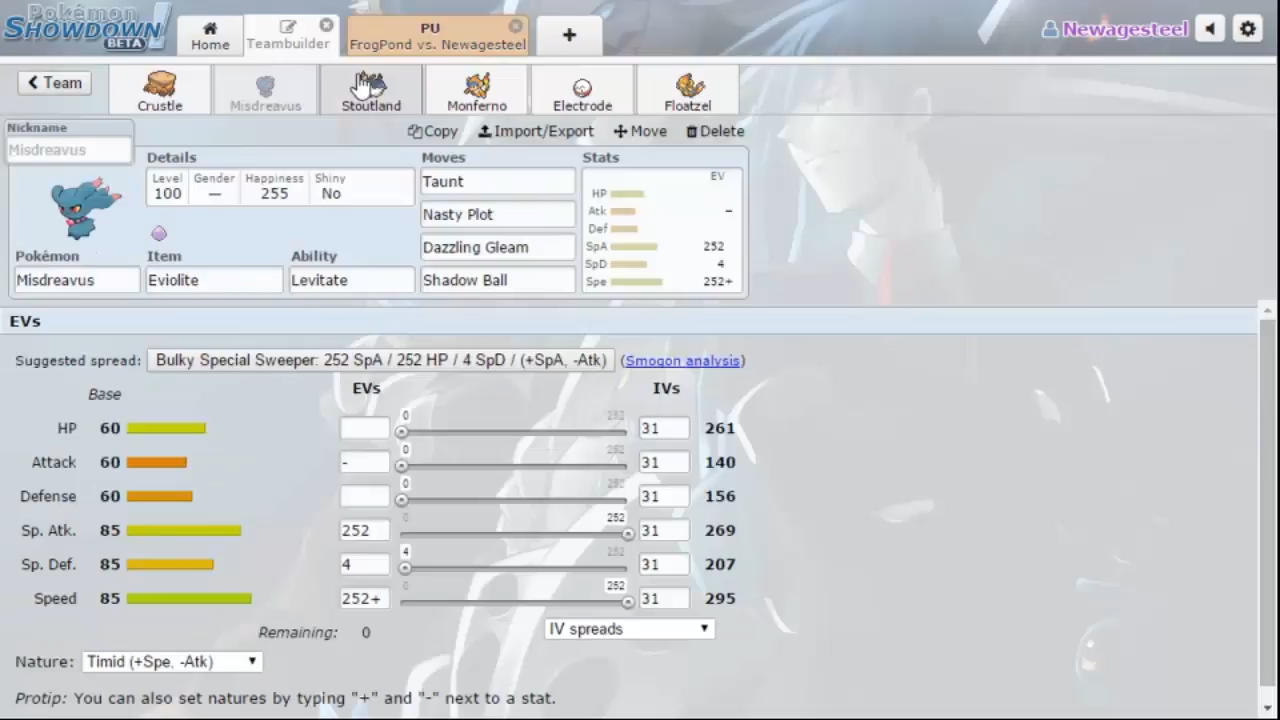 Pokémon
SHOWDOWN!
BETA
Home
Teambuilder
PU
FrogPond vs. Newagesteel
+
Newagesteel
Team
Crustle
Misdreavus
Stoutland
Monferno
Electrode
Floatzel
Copy
Import/Export
Move
Delete
Nickname
Misdreavus
Details
Level
100
Gender
—
Happiness
255
Shiny
No
Pokémon
Misdreavus
Item
Eviolite
Ability
Levitate
Moves
Taunt
Nasty Plot
Dazzling Gleam
Shadow Ball
Stats
EV
HP
Atk –
Def
SpA 252
SpD 4
Spe 252+
EVs
Suggested spread: Bulky Special Sweeper: 252 SpA / 252 HP / 4 SpD / (+SpA, -Atk) (Smogon analysis)
Base EVs IVs
HP 60 0 252 31 261
Attack 60 - 0 252 31 140
Defense 60 0 252 31 156
Sp. Atk. 85 252 0 252 31 269
Sp. Def. 85 4 4 252 31 207
Speed 85 252+ 0 252 31 295
Remaining: 0 IV spreads
Nature: Timid (+Spe, -Atk)
Protip: You can also set natures by typing "+" and "-" next to a stat.